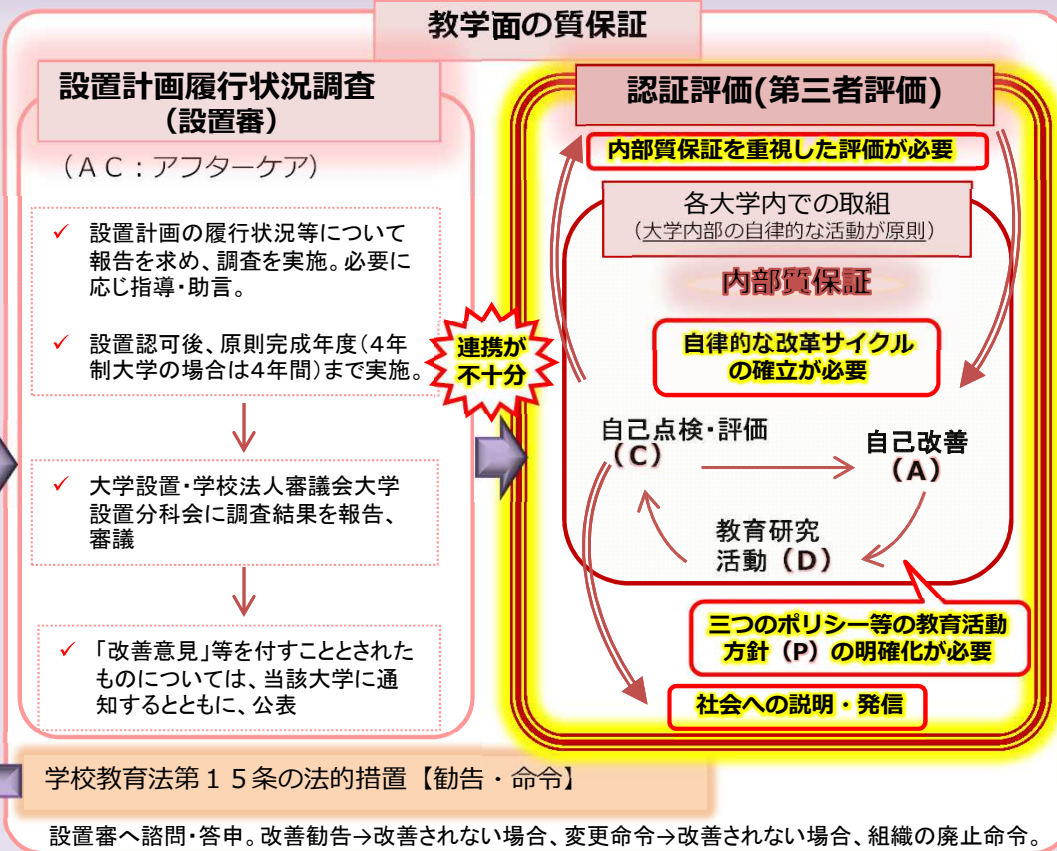 教学面の質保証
設置計画履行状況調査
（設置審）
（ＡＣ：アフターケア）
✓ 設置計画の履行状況等について
報告を求め、調査を実施。必要に
応じ指導・助言。
✓ 設置認可後、原則完成年度（４年
制大学の場合は４年間）まで実施。
✓ 大学設置・学校法人審議会大学
設置分科会に調査結果を報告、
審議
✓ 「改善意見」等を付すこととされた
ものについては、当該大学に通
知するとともに、公表
連携が
不十分
認証評価(第三者評価)
内部質保証を重視した評価が必要
各大学内での取組
（大学内部の自律的な活動が原則）
内部質保証
自律的な改革サイクル
の確立が必要
自己点検・評価
（C）
自己改善
（A）
教育研究
活動（D）
三つのポリシー等の教育活動
方針（P）の明確化が必要
社会への説明・発信
学校教育法第１５条の法的措置【勧告・命令】
設置審へ諮問・答申。改善勧告→改善されない場合、変更命令→改善されない場合、組織の廃止命令。